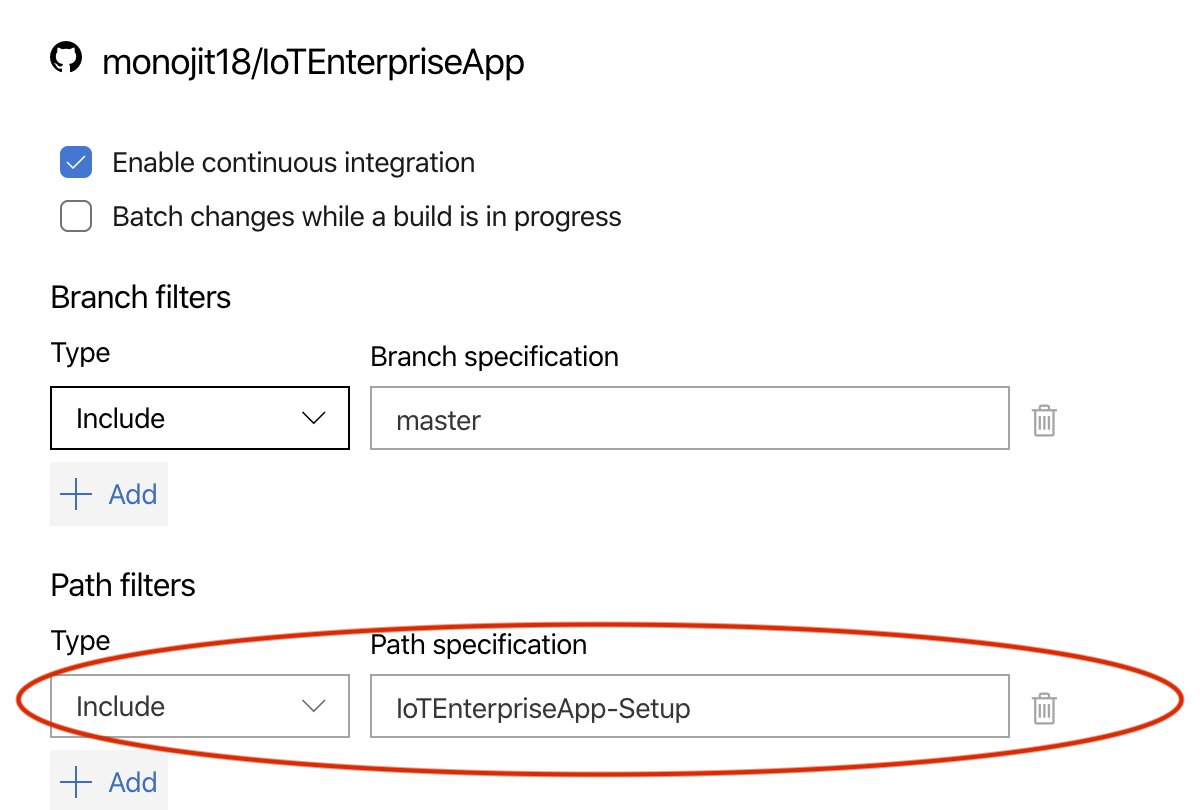 monojit18/IoTEnterpriseApp
Enable continuous integration
Batch changes while a build is in progress
Branch filters
Type
Branch specification
Include
master
Add
Path filters
Type
Path specification
Include
IoTEnterpriseApp-Setup
Add